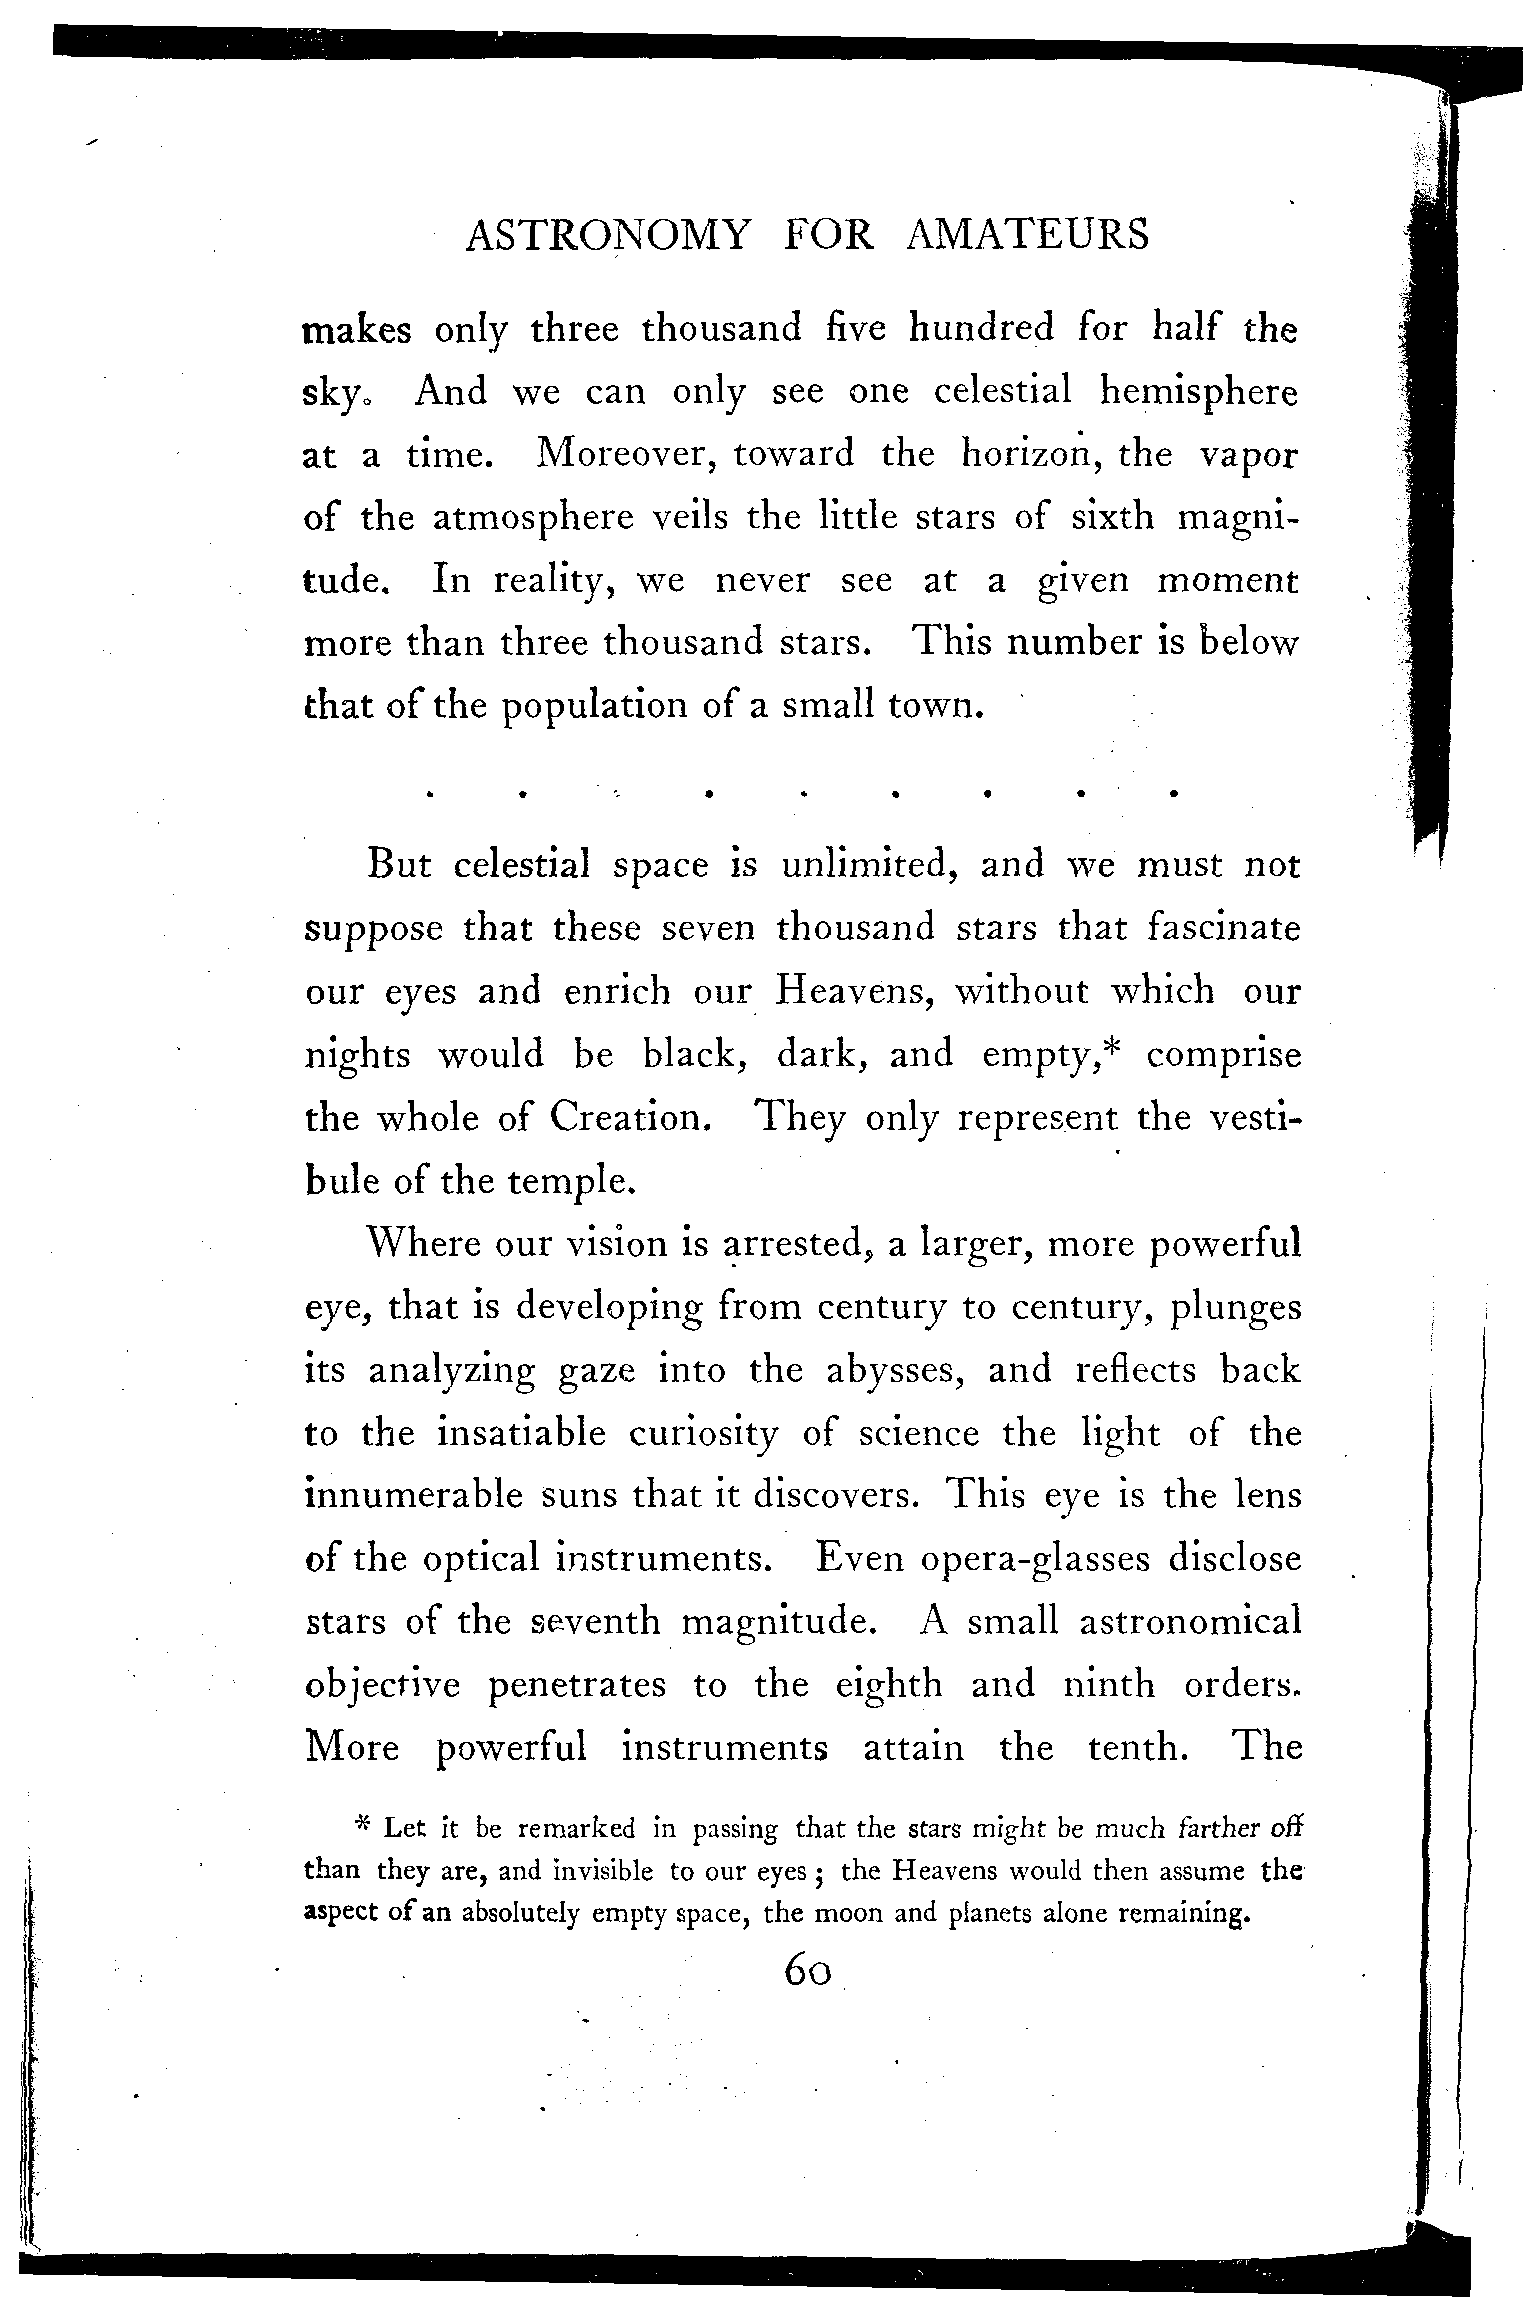 ASTRONOMY FOR AMATEURS
makes only three thousand five hundred for half the
sky. And we can only see one celestial hemisphere
at a time. Moreover, toward the horizon, the vapor
of the atmosphere veils the little stars of sixth magni-
tude. In reality, we never see at a given moment
more than three thousand stars. This number is below
that of the population of a small town.
. . . . . . . . .
But celestial space is unlimited, and we must not
suppose that these seven thousand stars that fascinate
our eyes and enrich our Heavens, without which our
nights would be black, dark, and empty,* comprise
the whole of Creation. They only represent the vesti-
bule of the temple.
Where our vision is arrested, a larger, more powerful
eye, that is developing from century to century, plunges
its analyzing gaze into the abysses, and reflects back
to the insatiable curiosity of science the light of the
innumerable suns that it discovers. This eye is the lens
of the optical instruments. Even opera-glasses disclose
stars of the seventh magnitude. A small astronomical
objective penetrates to the eighth and ninth orders.
More powerful instruments attain the tenth. The
* Let it be remarked in passing that the stars might be much farther off
than they are, and invisible to our eyes; the Heavens would then assume the
aspect of an absolutely empty space, the moon and planets alone remaining.
60